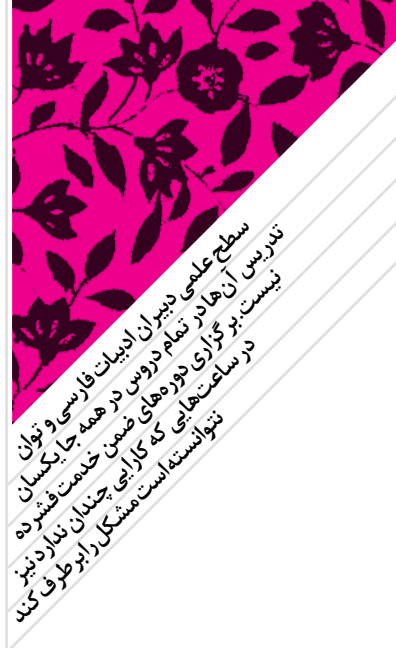 سطح علمی دبیران ادبیات فارسی و توان
تدریس آن‌ها در تمام دروس در همه جا یکسان
نیست. برگزاری دوره‌های ضمن خدمت فشرده
در ساعت‌هایی که کارایی چندان ندارد نیز
نتوانسته‌است مشکل را برطرف کند